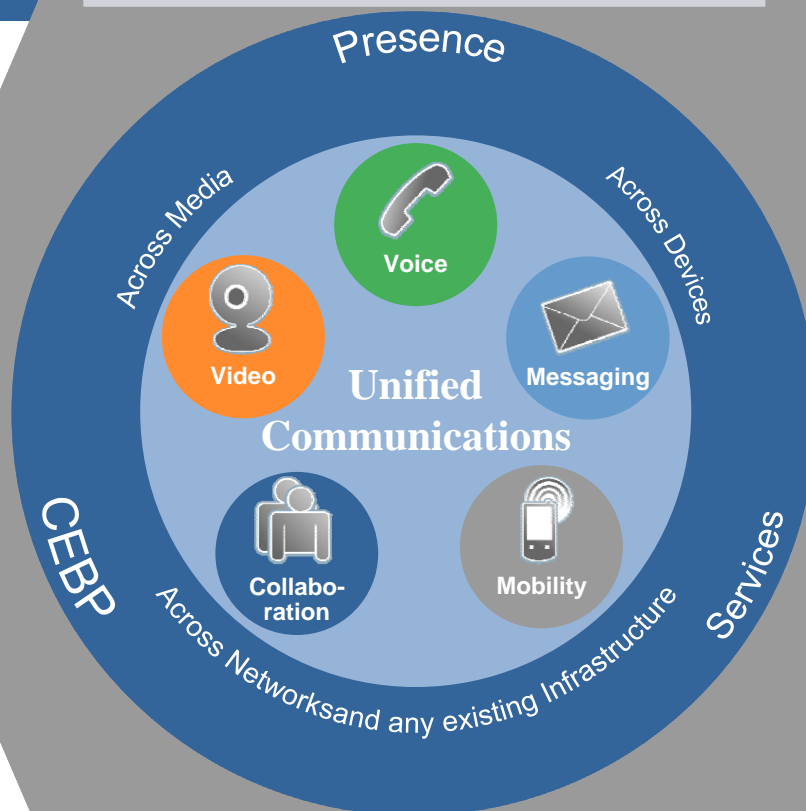 Presence
Across Media
Across Devices
Voice
Video
Messaging
Unified
Communications
Collabo-
ration
Mobility
CEBP
Services
Across Networksand any existing Infrastructure